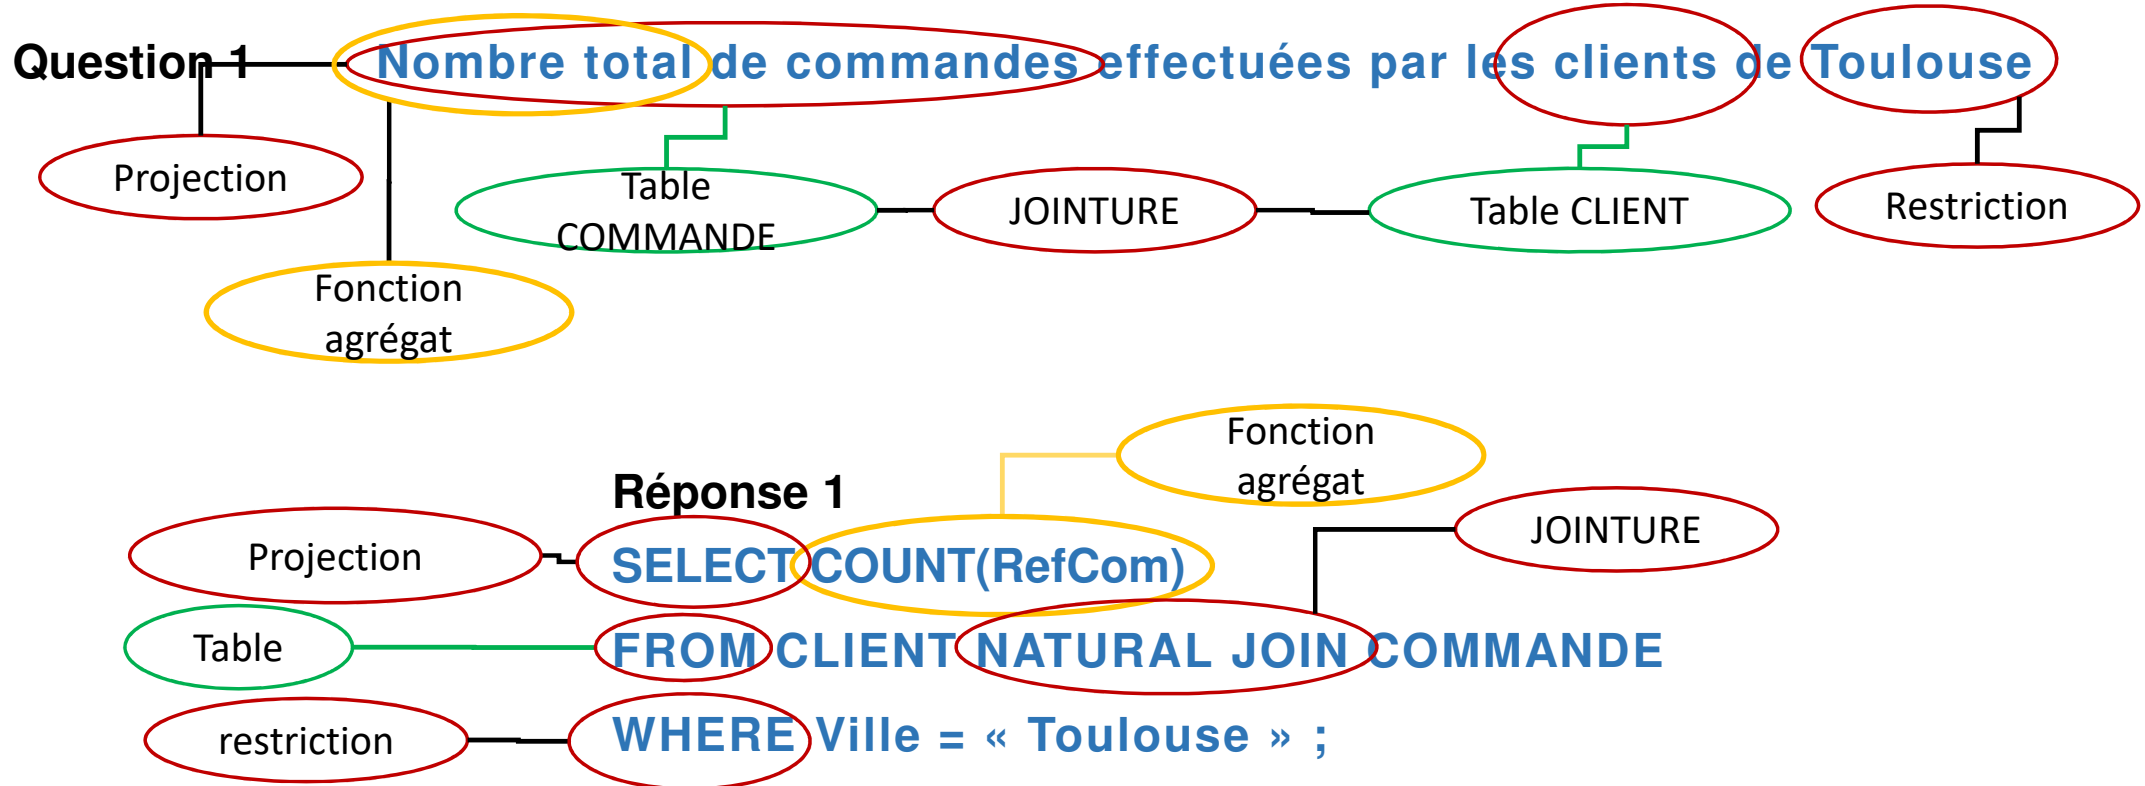 Question 1
Nombre total de commandes effectuées par les clients de Toulouse
Projection
Table
COMMANDE
JOINTURE
Table CLIENT
Restriction
Fonction
agrégat
Fonction
agrégat
Réponse 1
JOINTURE
Projection
SELECT COUNT(RefCom)
Table
FROM CLIENT NATURAL JOIN COMMANDE
restriction
WHERE Ville = « Toulouse » ;